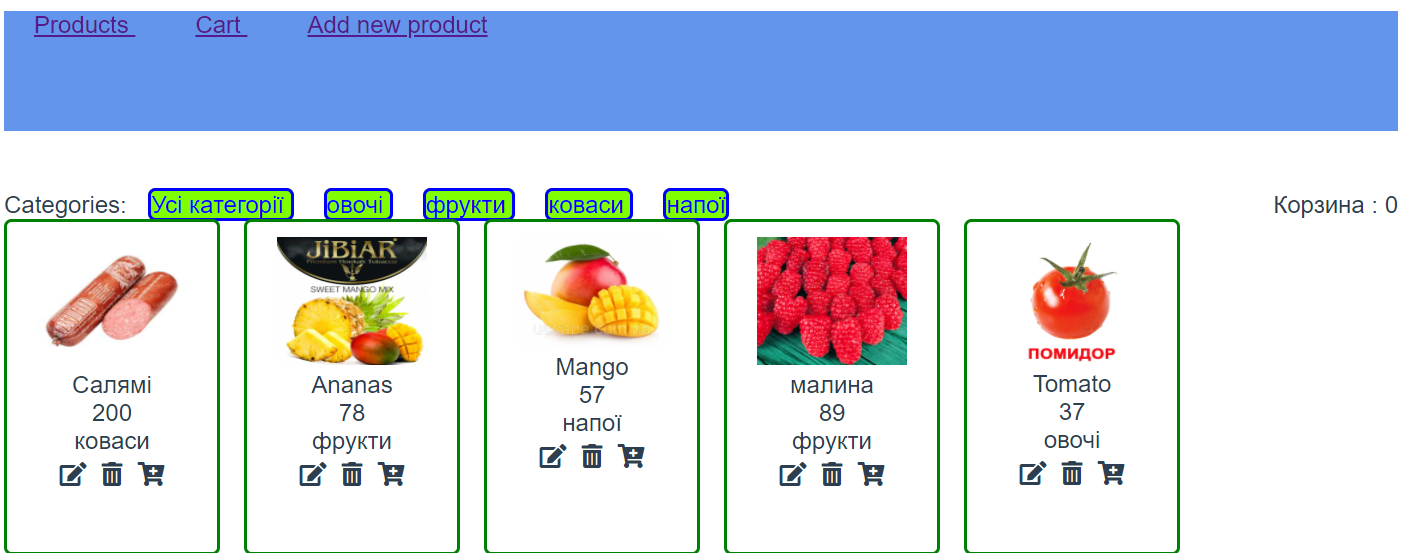 Products Cart Add new product
Categories: Усі категорії овочі фрукти коваси напої Корзина : 0
JiBiAR®
SWEET MANGO MIX
ПОМИДОР
Салямі
200
коваси
Ananas
78
фрукти
Mango
57
напої
малина
89
фрукти
Tomato
37
овочі